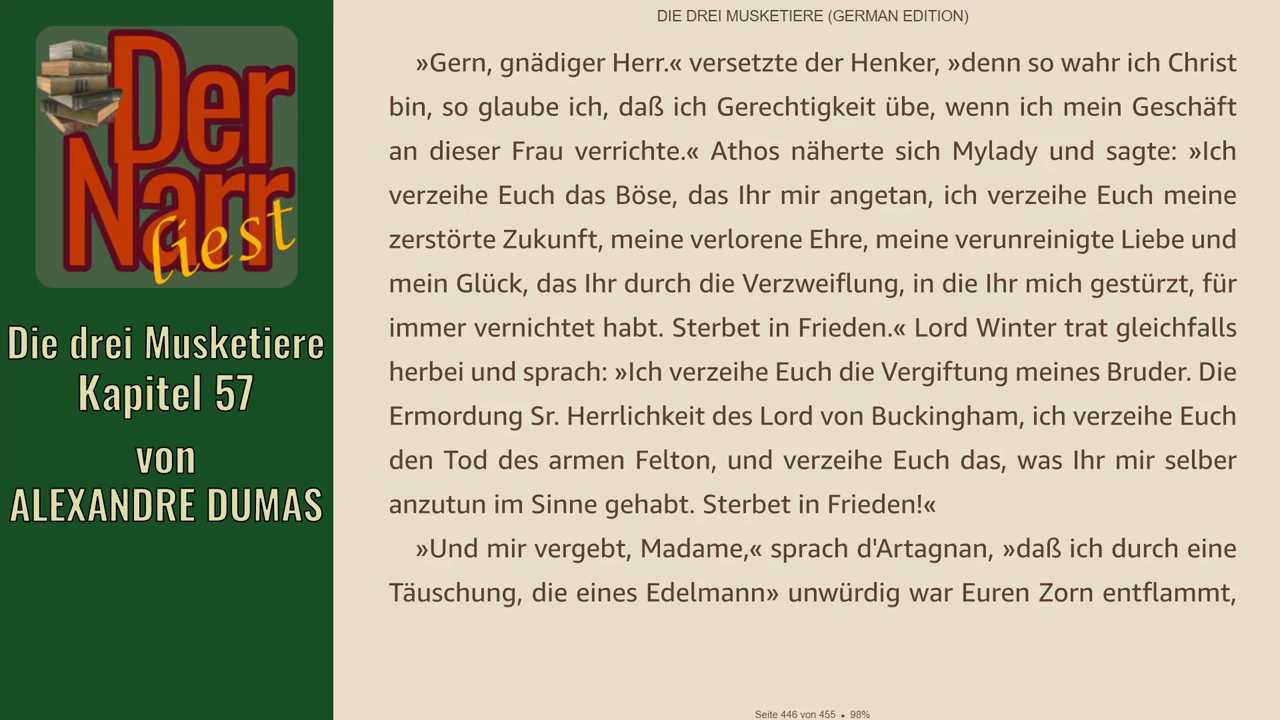 Der
Narr
liest
Die drei Musketiere
Kapitel 57
von
ALEXANDRE DUMAS
DIE DREI MUSKETIERE (GERMAN EDITION)
»Gern, gnädiger Herr.« versetzte der Henker, »denn so wahr ich Christ
bin, so glaube ich, daß ich Gerechtigkeit übe, wenn ich mein Geschäft
an dieser Frau verrichte.« Athos näherte sich Mylady und sagte: »Ich
verzeihe Euch das Böse, das Ihr mir angetan, ich verzeihe Euch meine
zerstörte Zukunft, meine verlorene Ehre, meine verunreinigte Liebe und
mein Glück, das Ihr durch die Verzweiflung, in die Ihr mich gestürzt, für
immer vernichtet habt. Sterbet in Frieden.« Lord Winter trat gleichfalls
herbei und sprach: »Ich verzeihe Euch die Vergiftung meines Bruder. Die
Ermordung Sr. Herrlichkeit des Lord von Buckingham, ich verzeihe Euch
den Tod des armen Felton, und verzeihe Euch das, was Ihr mir selber
anzutun im Sinne gehabt. Sterbet in Frieden!«
»Und mir vergebt, Madame,« sprach d'Artagnan, »daß ich durch eine
Täuschung, die eines Edelmann» unwürdig war Euren Zorn entflammt,
Seite 446 von 455 • 98%